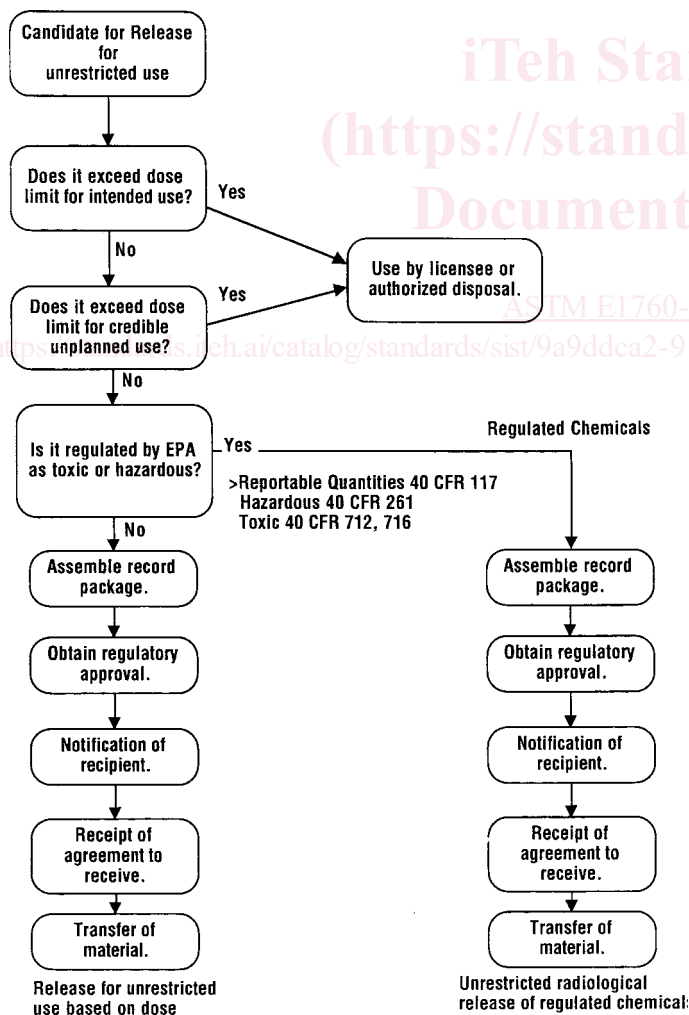 Candidate for Release
for
unrestricted use
iTeh Sta
(https://stand
Document
Does it exceed dose
limit for intended use?
Yes
No
Use by licensee or
authorized disposal.
Does it exceed dose
limit for credible
unplanned use?
Yes
ASTM E1760-
ttps://standards.iteh.ai/catalog/standards/sist/9a9ddca2-9
No
Is it regulated by EPA
as toxic or hazardous?
Yes
Regulated Chemicals
>Reportable Quantities 40 CFR 117
Hazardous 40 CFR 261
Toxic 40 CFR 712, 716
No
Assemble record
package.
Obtain regulatory
approval.
Notification of
recipient.
Receipt of
agreement to
receive.
Transfer of
material.
Release for unrestricted
use based on dose
Assemble record
package.
Obtain regulatory
approval.
Notification of
recipient.
Receipt of
agreement to
receive.
Transfer of
material.
Unrestricted radiological
release of regulated chemicals